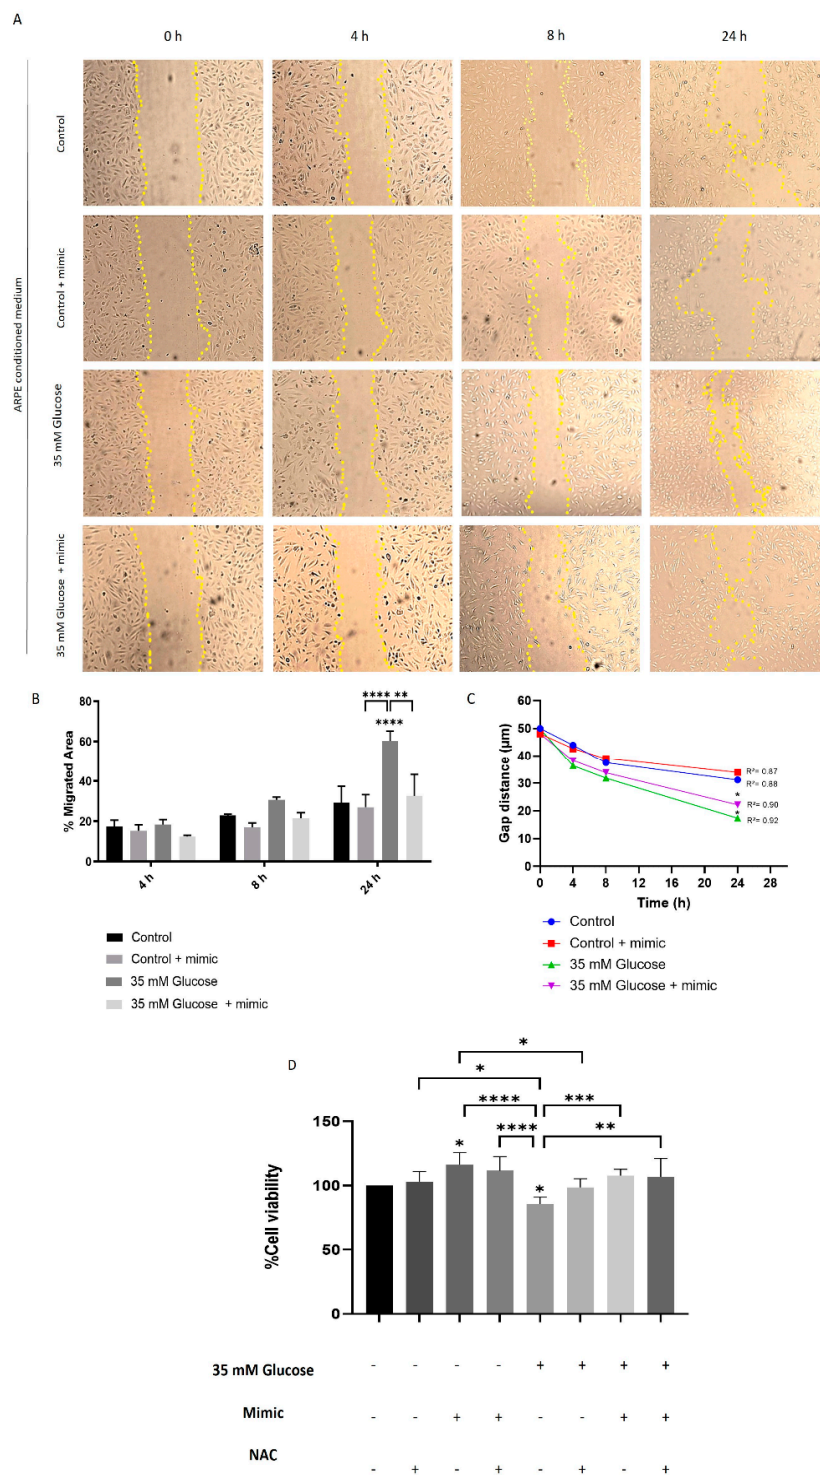 A
0 h 4 h 8 h 24 h
ARPE conditioned medium
Control
Control + mimic
35 mM Glucose
35 mM Glucose + mimic
B
% Migrated Area
80
60
40
20
0
**** **
****
4 h 8 h 24 h
Control
Control + mimic
35 mM Glucose
35 mM Glucose + mimic
C
Gap distance (µm)
60
50
40
30
20
10
0
R²= 0.87
R²= 0.88
*
R²= 0.90
*
R²= 0.92
0 4 8 12 16 20 24 28
Time (h)
Control
Control + mimic
35 mM Glucose
35 mM Glucose + mimic
D
*
*
**** ***
**** **
* *
%Cell viability
150
100
50
0
35 mM Glucose - - - - + + + +
Mimic - - + + - - + +
NAC - + - + - + - +